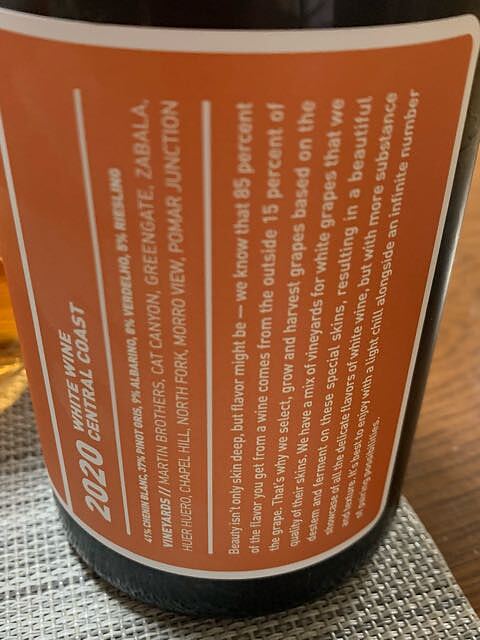 2020 WHITE WINE
CENTRAL COAST
41% CHENIN BLANC, 37% PINOT GRIS, 9% ALBARINO, 6% VERDELHO, 5% RIESLING
VINEYARDS // MARTIN BROTHERS, CAT CANYON, GREENGATE, ZABALA,
HUER HUERO, CHAPEL HILL, NORTH FORK, MORRO VIEW, POMAR JUNCTION
Beauty isn't only skin deep, but flavor might be — we know that 85 percent
of the flavor you get from a wine comes from the outside 15 percent of
the grape. That's why we select, grow and harvest grapes based on the
quality of their skins. We have a mix of vineyards for white grapes that we
destem and ferment on these special skins, resulting in a beautiful
showcase of all the delicate flavors of white wine, but with more substance
and texture. It's best to enjoy with a light chill alongside an infinite number
of pairing possibilities.